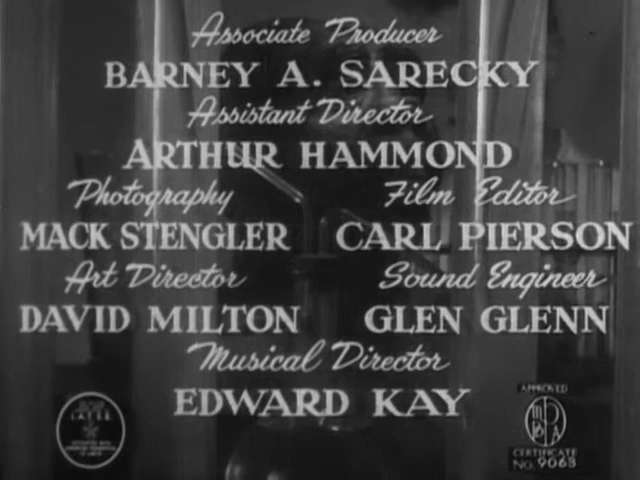 Associate Producer
BARNEY A. SARECKY
Assistant Director
ARTHUR HAMMOND
Photography
Film Editor
MACK STENGLER
CARL PIERSON
Art Director
Sound Engineer
DAVID MILTON
GLEN GLENN
Musical Director
EDWARD KAY
APPROVED
CERTIFICATE
NO. 9063